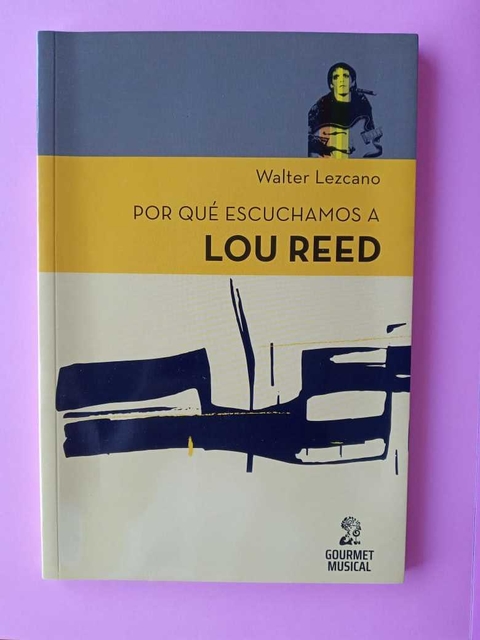 Walter Lezcano
POR QUÉ ESCUCHAMOS A
LOU REED
GOURMET
MUSICAL